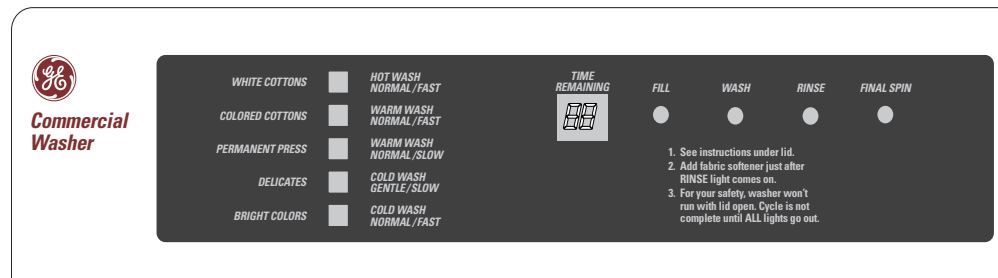 GE
Commercial
Washer
WHITE COTTONS
HOT WASH
NORMAL/FAST
COLORED COTTONS
WARM WASH
NORMAL/FAST
PERMANENT PRESS
WARM WASH
NORMAL/SLOW
DELICATES
COLD WASH
GENTLE/SLOW
BRIGHT COLORS
COLD WASH
NORMAL/FAST
TIME
REMAINING
88
FILL
WASH
RINSE
FINAL SPIN
1. See instructions under lid.
2. Add fabric softener just after
RINSE light comes on.
3. For your safety, washer won't
run with lid open. Cycle is not
complete until ALL lights go out.